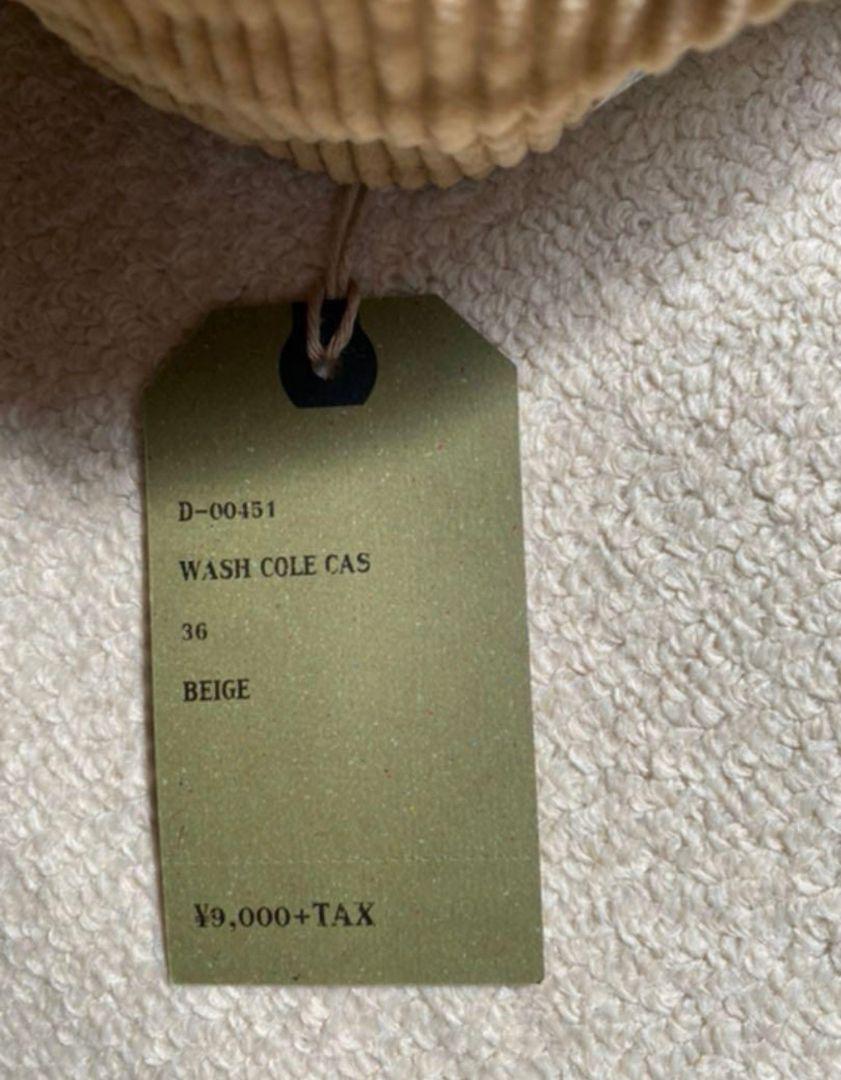 D-00451
WASH COLE CAS
36
BEIGE
¥9,000+TAX